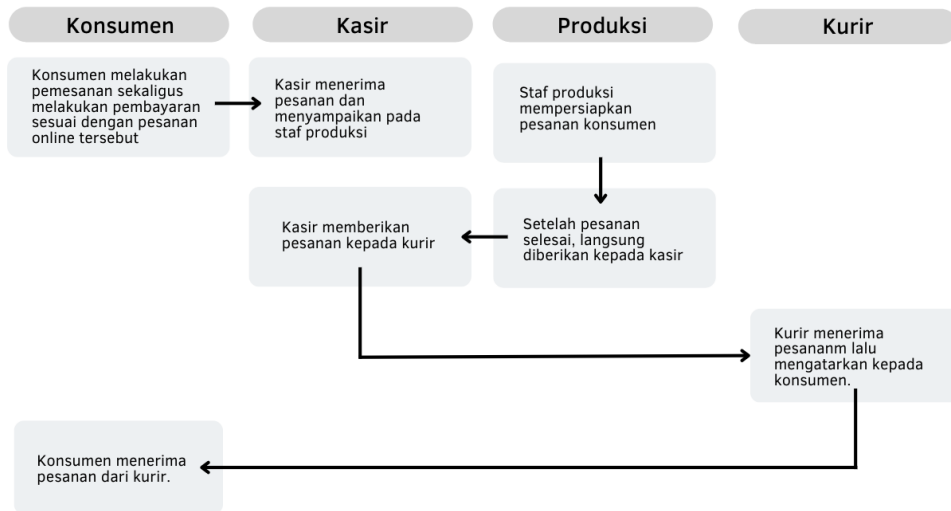 Konsumen
Kasir
Produksi
Kurir
Konsumen melakukan
pemesanan sekaligus
melakukan pembayaran
sesuai dengan pesanan
online tersebut
Kasir menerima
pesanan dan
menyampaikan pada
staf produksi
Staf produksi
mempersiapkan
pesanan konsumen
Kasir memberikan
pesanan kepada kurir
Setelah pesanan
selesai, langsung
diberikan kepada kasir
Kurir menerima
pesananm lalu
mengatarkan kepada
konsumen.
Konsumen menerima
pesanan dari kurir.